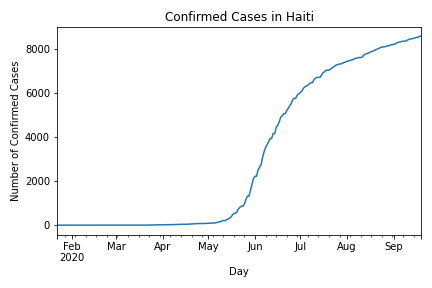 Confirmed Cases in Haiti
Number of Confirmed Cases
8000
6000
4000
2000
0
Feb Mar Apr May Jun Jul Aug Sep
2020
Day